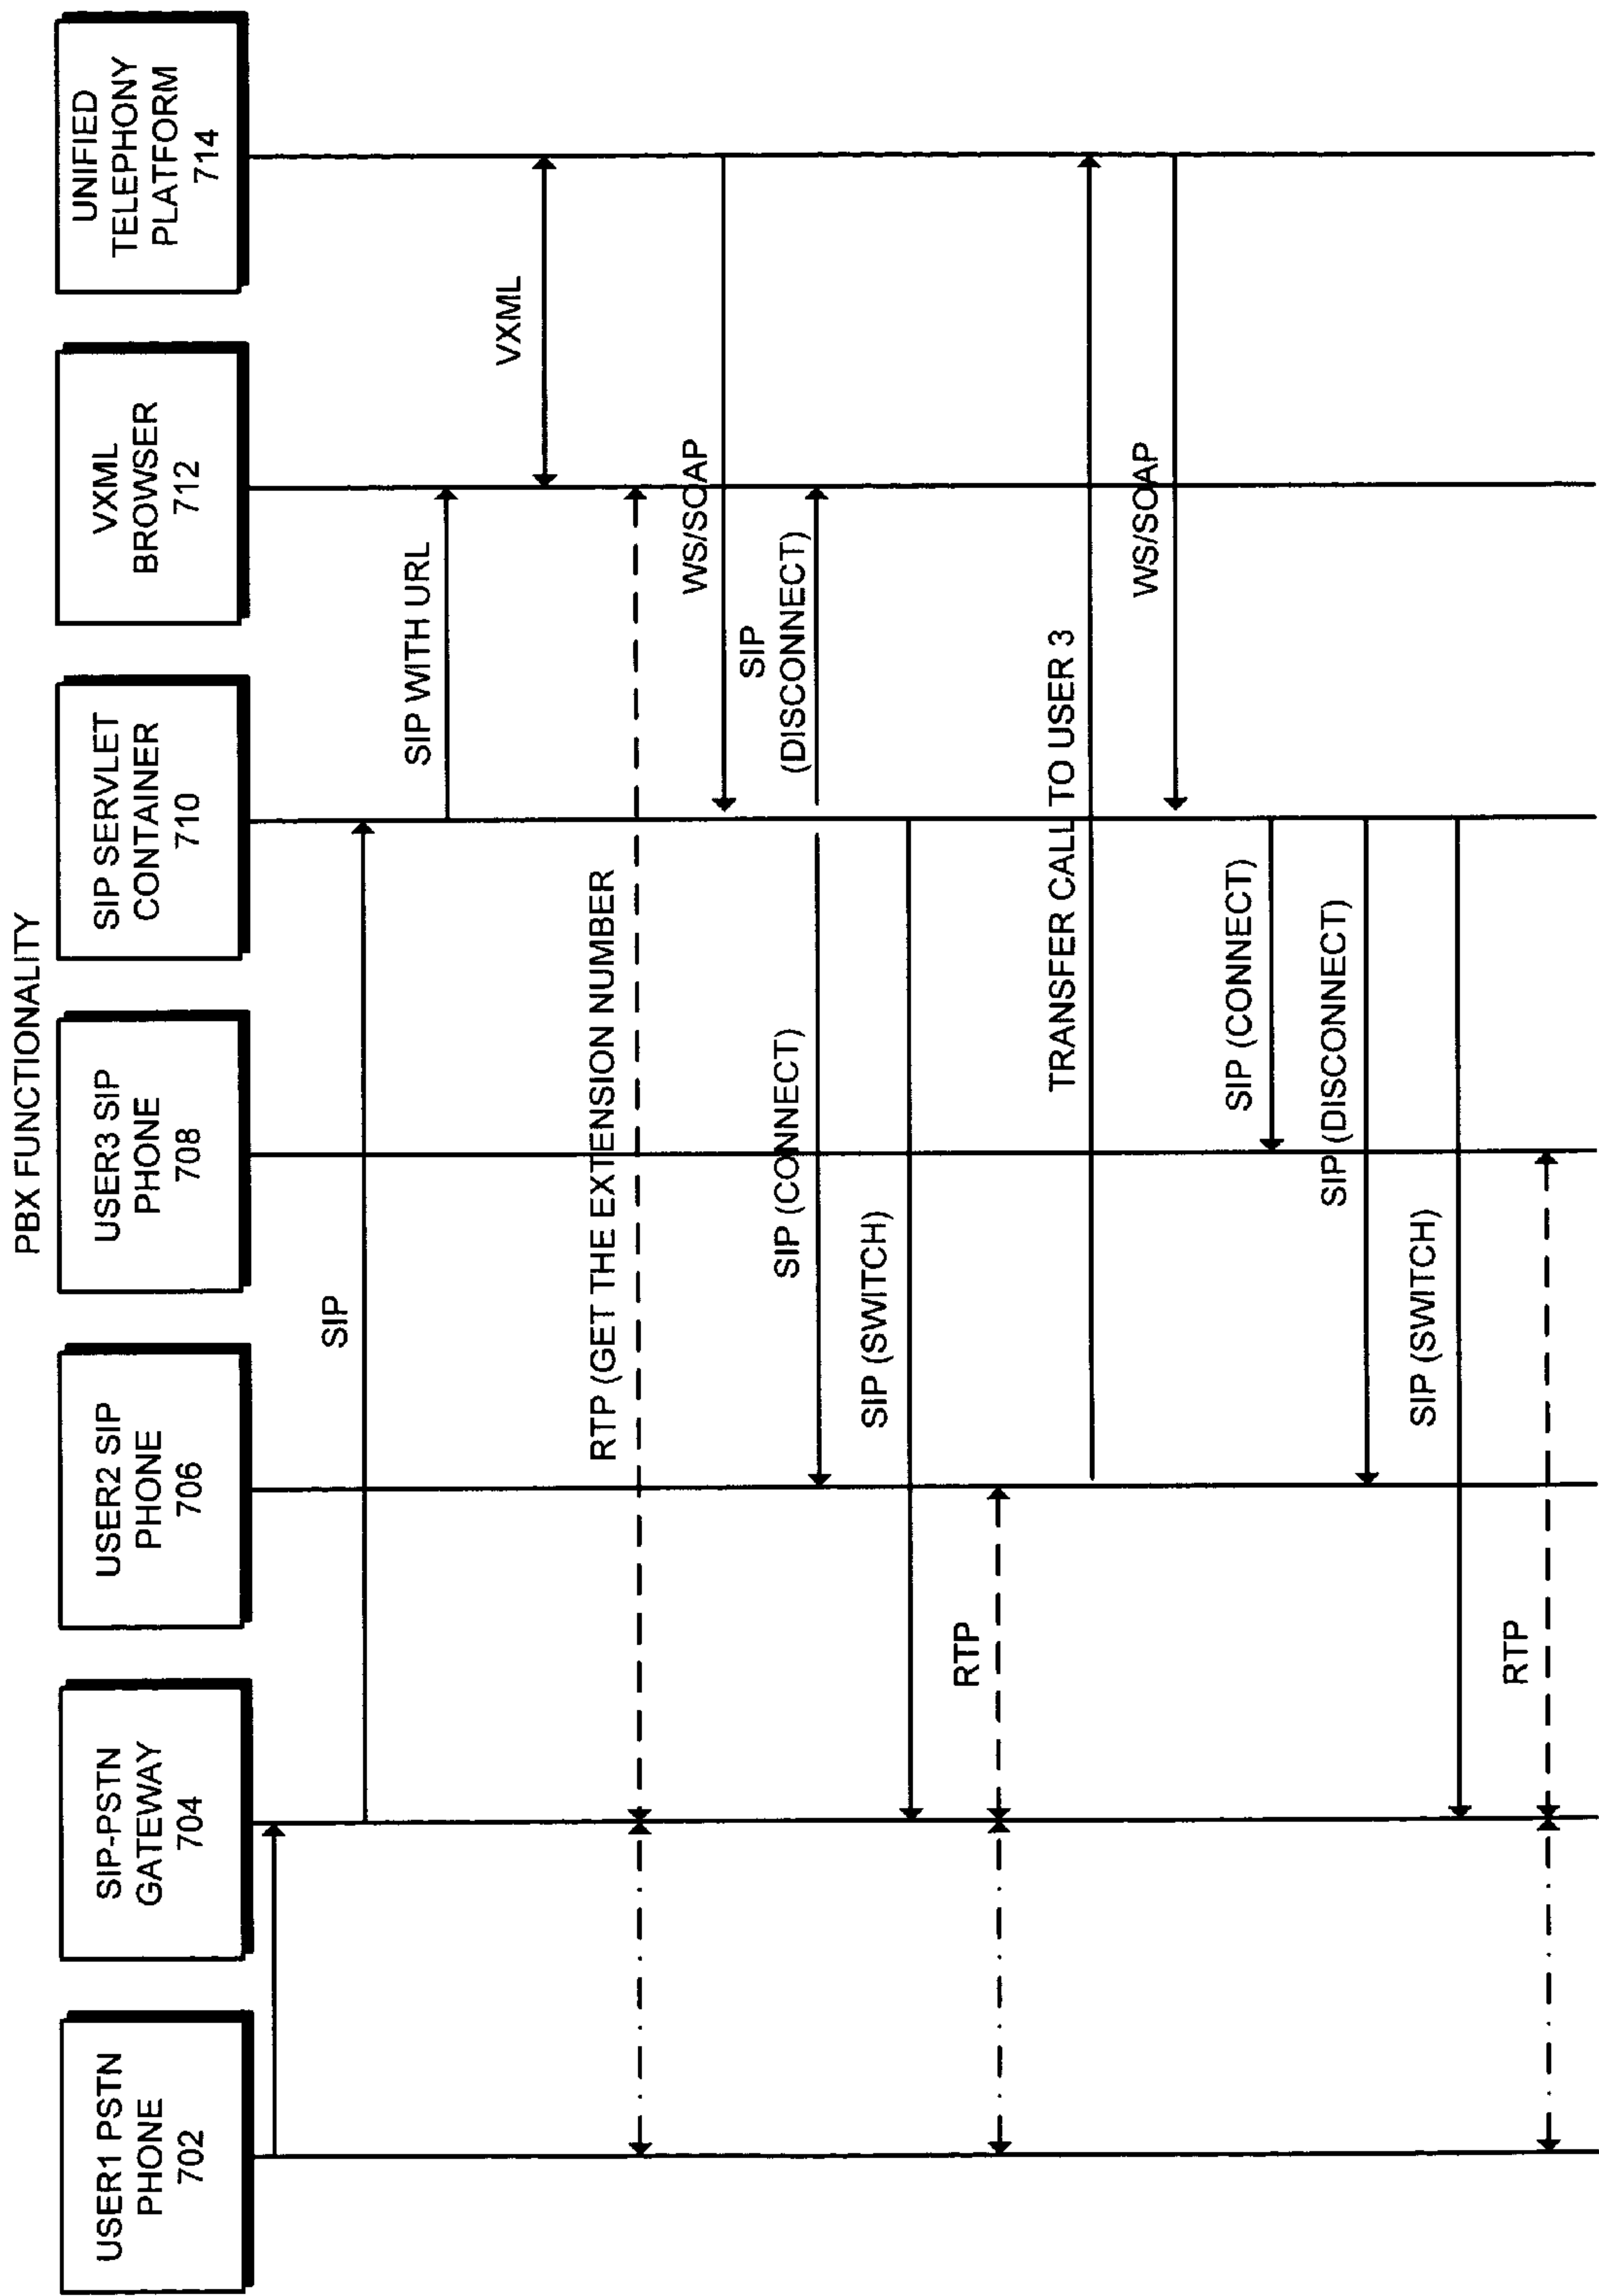 PBX FUNCTIONALITY
USER1 PSTN
PHONE
702
SIP-PSTN
GATEWAY
704
USER2 SIP
PHONE
706
USER3 SIP
PHONE
708
SIP SERVLET
CONTAINER
710
VXML
BROWSER
712
UNIFIED
TELEPHONY
PLATFORM
714
SIP
SIP WITH URL
VXML
RTP (GET THE EXTENSION NUMBER
WS/SOAP
SIP (CONNECT)
SIP
(DISCONNECT)
SIP (SWITCH)
RTP
TRANSFER CALL TO USER 3
WS/SOAP
SIP (CONNECT)
SIP (DISCONNECT)
SIP (SWITCH)
RTP